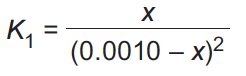 K₁ = x / (0.0010 – x)²